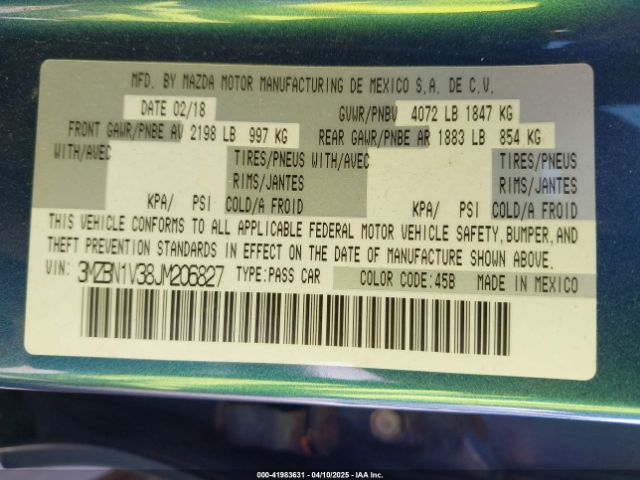 MFD. BY MAZDA MOTOR MANUFACTURING DE MEXICO S.A. DE C.V.
DATE 02/18 GVWR/PNBV 4072 LB 1847 KG
FRONT GAWR/PNBE AV 2198 LB 997 KG REAR GAWR/PNBE AR 1883 LB 854 KG
WITH/AVEC TIRES/PNEUS WITH/AVEC TIRES/PNEUS
RIMS/JANTES RIMS/JANTES
KPA/ PSI COLD/A FROID KPA/ PSI COLD/A FROID
THIS VEHICLE CONFORMS TO ALL APPLICABLE FEDERAL MOTOR VEHICLE SAFETY, BUMPER, AND
THEFT PREVENTION STANDARDS IN EFFECT ON THE DATE OF MANUFACTURE SHOWN ABOVE.
VIN: 3MZBN1V38JM206827 TYPE: PASS CAR COLOR CODE: 45B MADE IN MEXICO
000-41983631 - 04/10/2025 - IAA Inc.